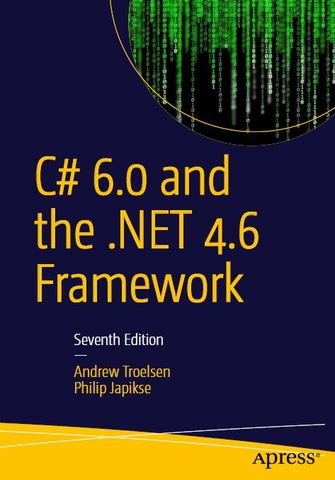 C# 6.0 and
the .NET 4.6
Framework
Seventh Edition
Andrew Troelsen
Philip Japikse
Apress®